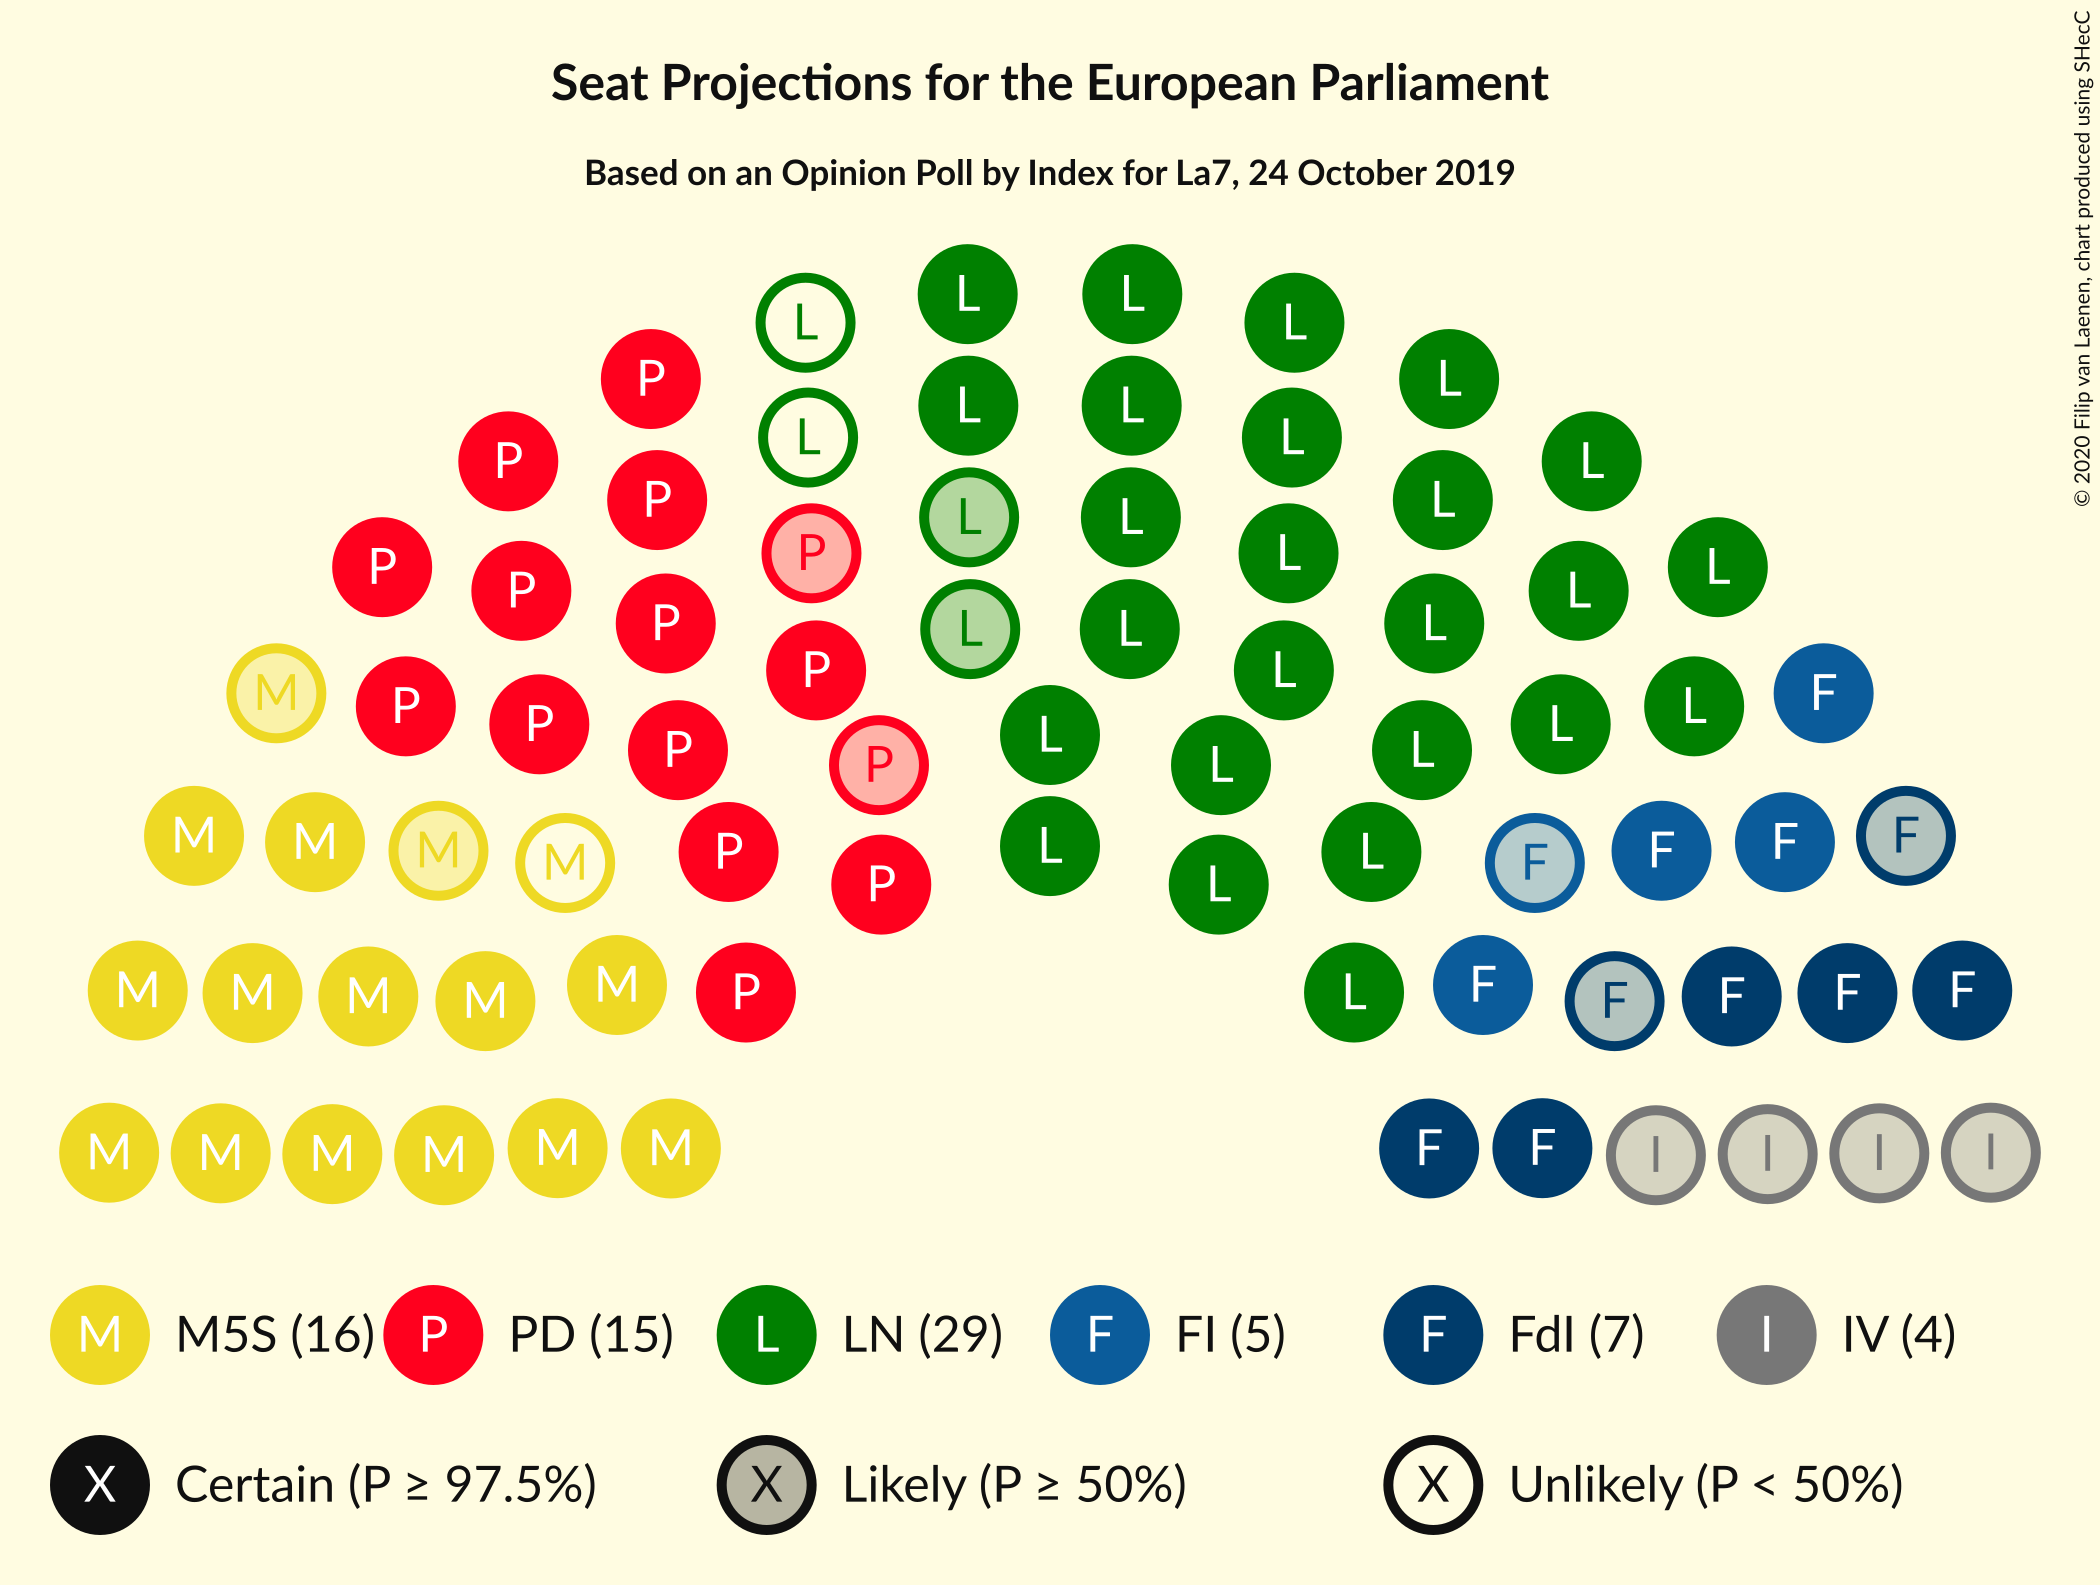 Seat Projections for the European Parliament
Based on an Opinion Poll by Index for La7, 24 October 2019
© 2020 Filip van Laenen, chart produced using SHecC
L L
L L
P P
L L
L L
L
P L
P L
P L L
P L
P L
P L
P L
P L L
P L
M F
P L
P L
L
P L
P L
M F
M F
M F
M F
L
P L
P L
M L
M F
M F
M F
M F
M F
P L
M F
M F
M M I I
M M I I
M M F F
M P L F F I
M5S (16) PD (15) LN (29) FI (5) FdI (7) IV (4)
X Certain (P ≥ 97.5%) X Likely (P ≥ 50%) X Unlikely (P < 50%)